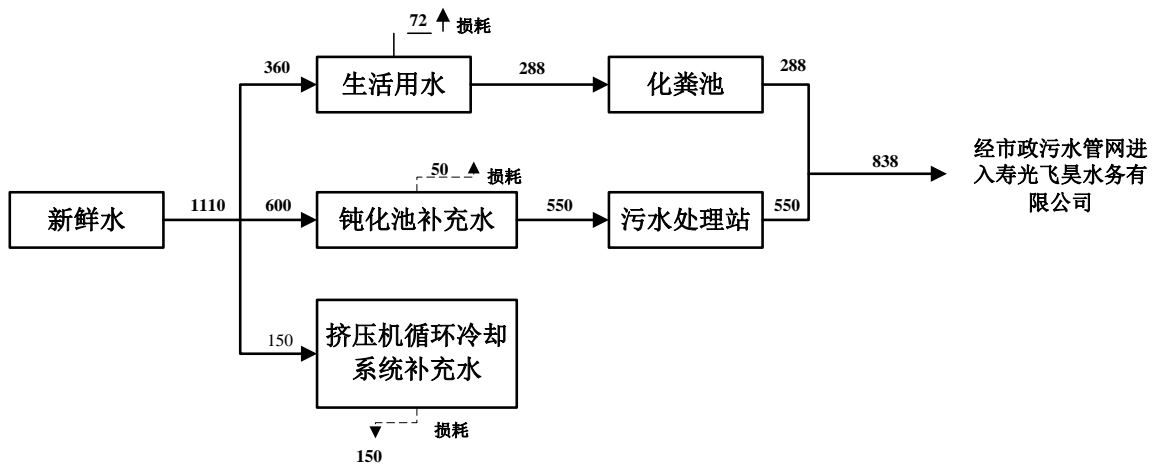 72 损耗
360
生活用水
288
化粪池
288
经市政污水管网进
入寿光飞昊水务有
限公司
838
50 损耗
新鲜水
1110
600
钝化池补充水
550
污水处理站
550
150
挤压机循环冷却
系统补充水
损耗
150